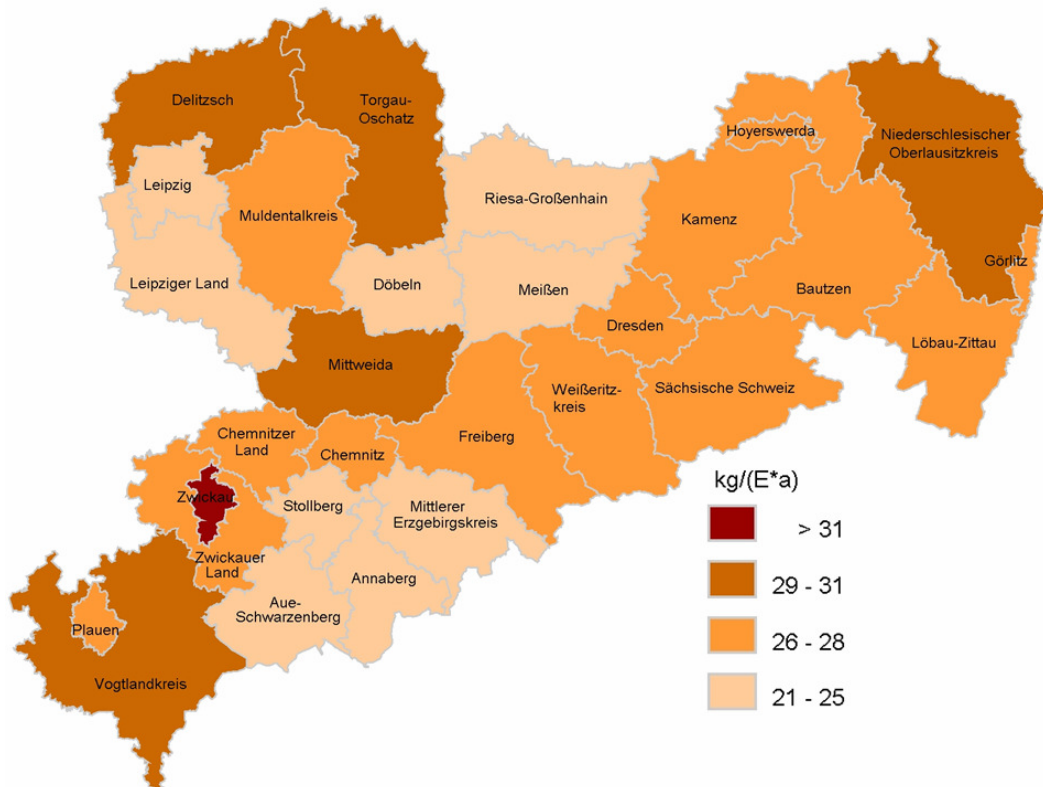 Delitzsch
Torgau-
Oschatz
Hoyerswerda
Niederschlesischer
Oberlausitzkreis
Leipzig
Riesa-Großenhain
Muldentalkreis
Kamenz
Görlitz
Leipziger Land
Döbeln
Meißen
Bautzen
Dresden
Löbau-Zittau
Mittweida
Weißeritz-
kreis
Sächsische Schweiz
Chemnitzer
Land
Chemnitz
Freiberg
Zwickau
Stollberg
Mittlerer
Erzgebirgskreis
Zwickauer
Land
Annaberg
Aue-
Schwarzenberg
Plauen
Vogtlandkreis
kg/(E*a)
> 31
29 - 31
26 - 28
21 - 25